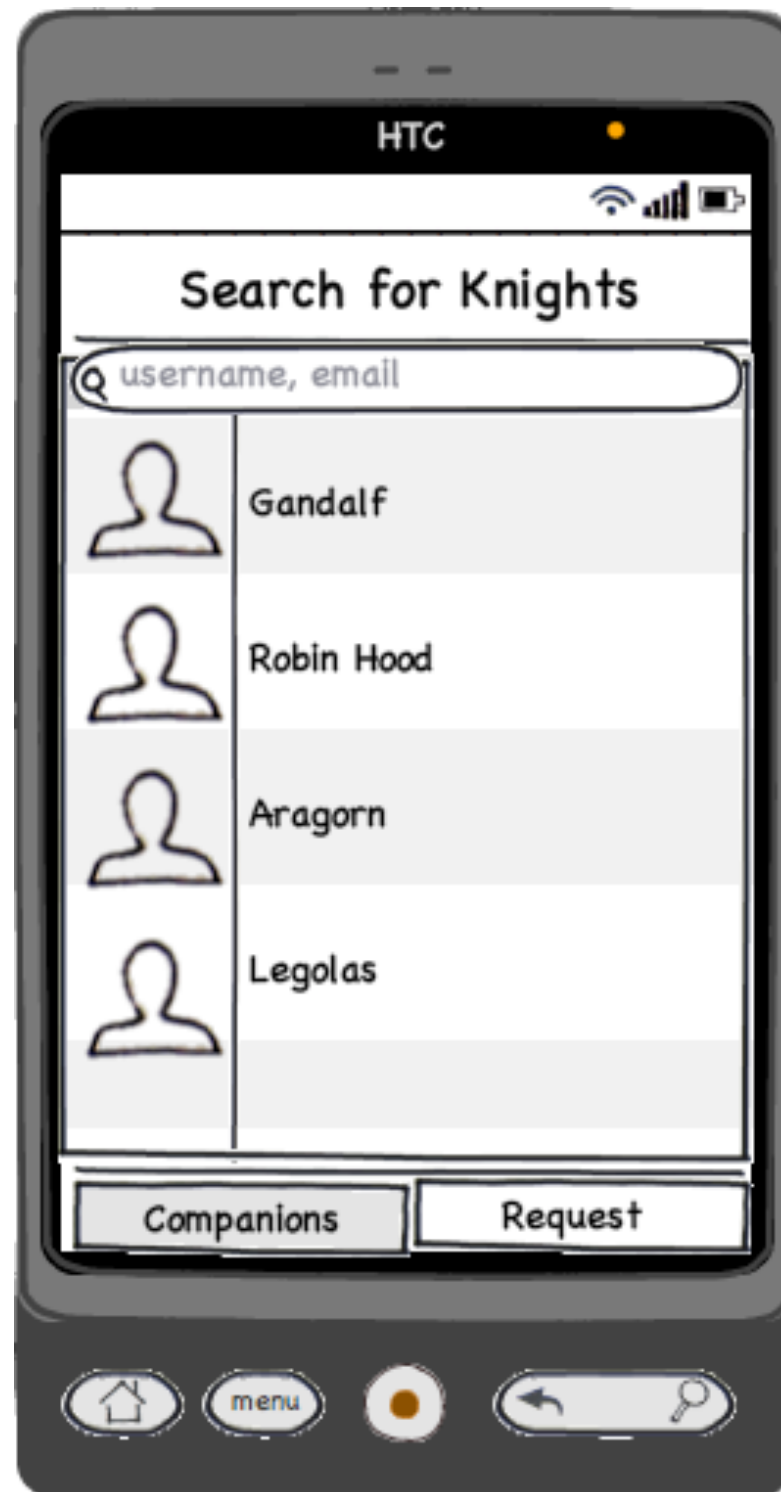 HTC
Search for Knights
username, email
Gandalf
Robin Hood
Aragorn
Legolas
Companions
Request
menu